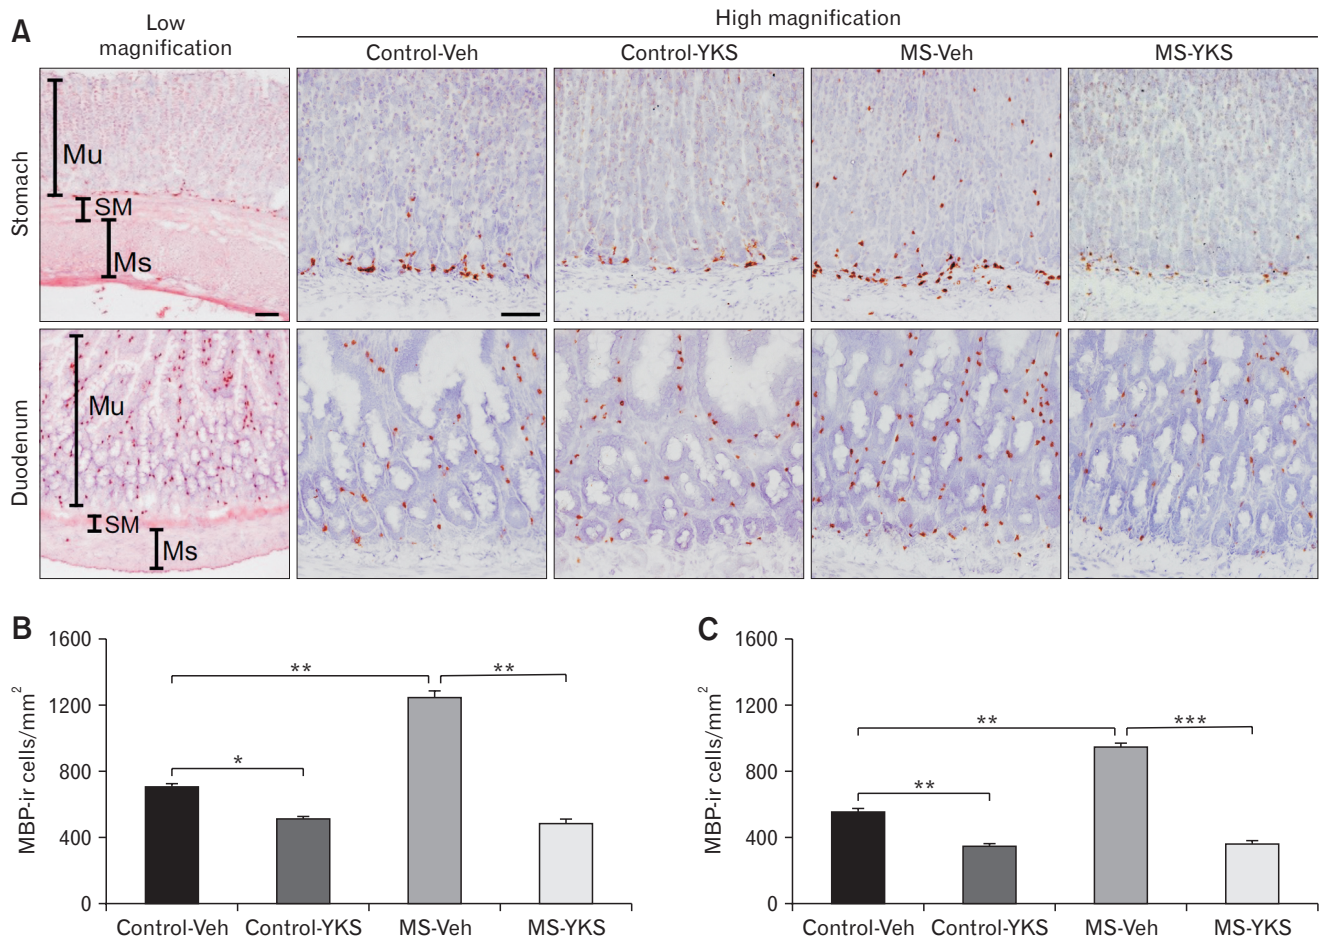 A
Low
magnification
High magnification
Control-Veh
Control-YKS
MS-Veh
MS-YKS
Stomach
Mu
SM
Ms
Duodenum
Mu
SM
Ms
B
MBP-ir cells/mm²
1600
1200
800
400
0
**
**
*
Control-Veh
Control-YKS
MS-Veh
MS-YKS
C
MBP-ir cells/mm²
1600
1200
800
400
0
**
***
**
Control-Veh
Control-YKS
MS-Veh
MS-YKS